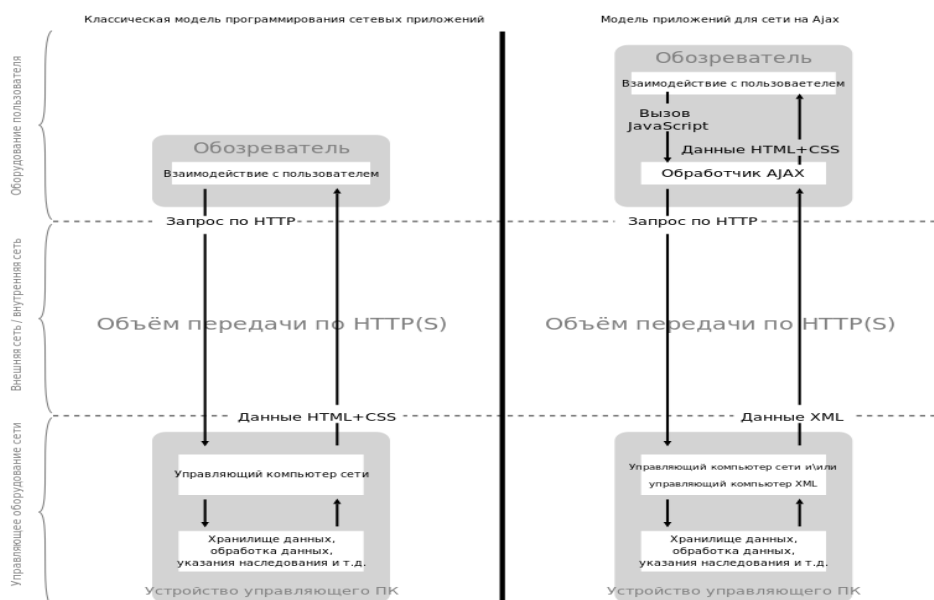 Классическая модель программирования сетевых приложений
Модель приложений для сети на Ajax
Оборудование пользователя
Обозреватель
Взаимодействие с пользователем
Обозреватель
Взаимодействие с пользоваетелем
Вызов
JavaScript
Данные HTML+CSS
Обработчик AJAX
Запрос по HTTP
Запрос по HTTP
Внешняя сеть / внутренняя сеть
Объём передачи по HTTP(S)
Объём передачи по HTTP(S)
Данные HTML+CSS
Данные XML
Управляющее оборудование сети
Управляющий компьютер сети
Хранилище данных,
обработка данных,
указания наследования и т.д.
Устройство управляющего ПК
Управляющий компьютер сети и\или
управляющий компьютер XML
Хранилище данных,
обработка данных,
указания наследования и т.д.
Устройство управляющего ПК